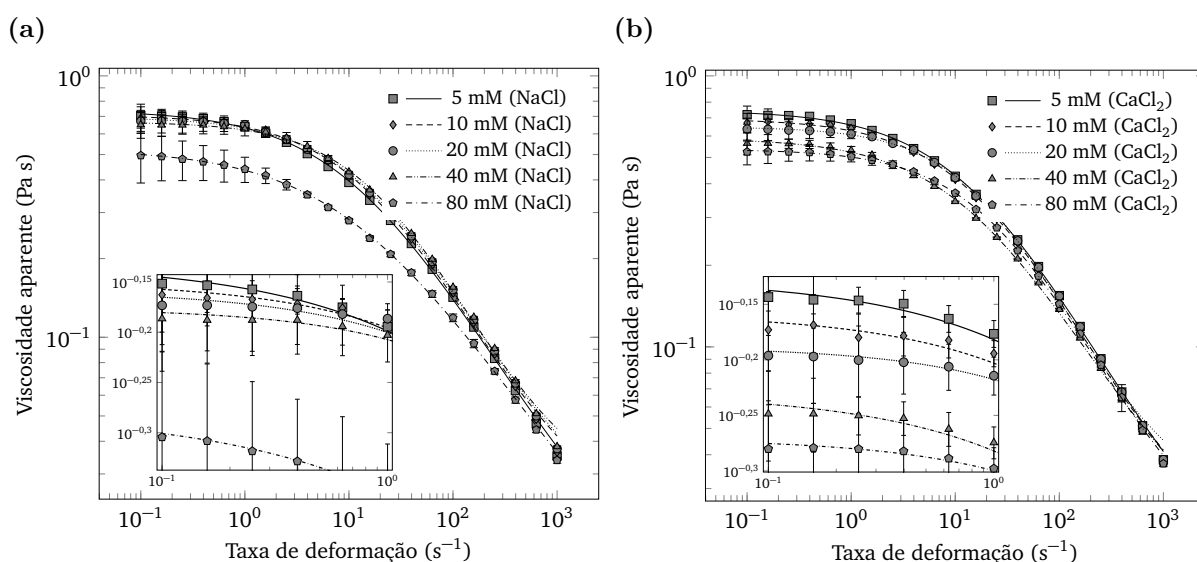 (a)
Viscosidade aparente (Pa s)
10⁰
10⁻¹
5 mM (NaCl)
10 mM (NaCl)
20 mM (NaCl)
40 mM (NaCl)
80 mM (NaCl)
10⁻⁰,¹⁵
10⁻⁰,²
10⁻⁰,²⁵
10⁻⁰,³
10⁻¹ 10⁰
10⁻¹ 10⁰ 10¹ 10² 10³
Taxa de deformação (s⁻¹)
(b)
Viscosidade aparente (Pa s)
10⁰
10⁻¹
5 mM (CaCl₂)
10 mM (CaCl₂)
20 mM (CaCl₂)
40 mM (CaCl₂)
80 mM (CaCl₂)
10⁻⁰,¹⁵
10⁻⁰,²
10⁻⁰,²⁵
10⁻⁰,³
10⁻¹ 10⁰
10⁻¹ 10⁰ 10¹ 10² 10³
Taxa de deformação (s⁻¹)